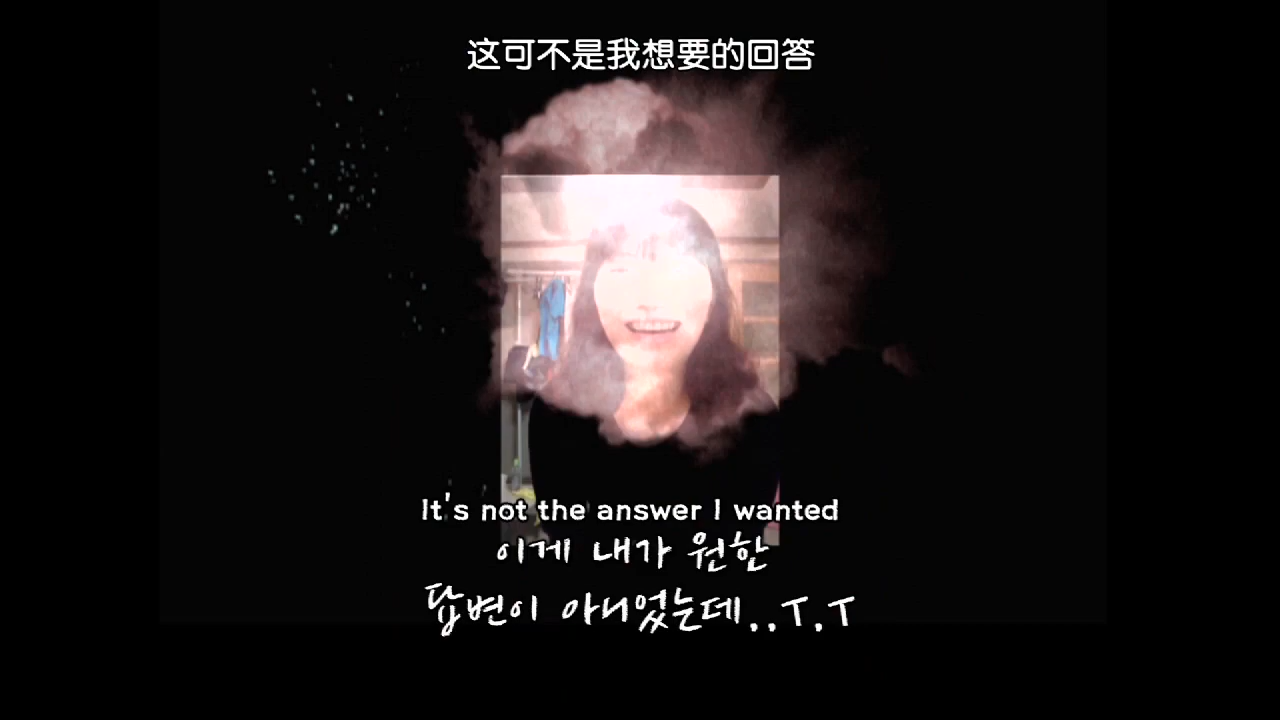 这可不是我想要的回答
It's not the answer I wanted
이게 내가 원한
답변이 아니었는데..T.T